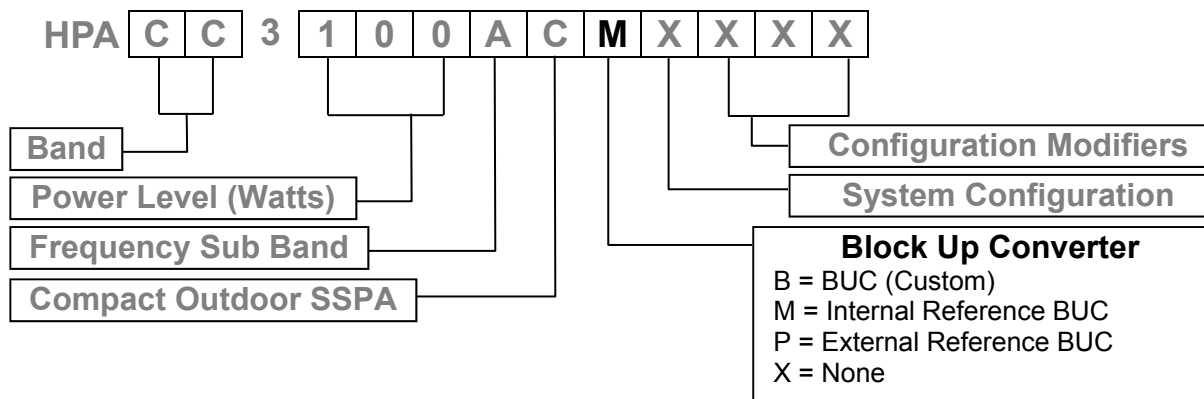 HPA C C 3 1 0 0 A C M X X X X
Band
Power Level (Watts)
Frequency Sub Band
Compact Outdoor SSPA
Configuration Modifiers
System Configuration
Block Up Converter
B = BUC (Custom)
M = Internal Reference BUC
P = External Reference BUC
X = None